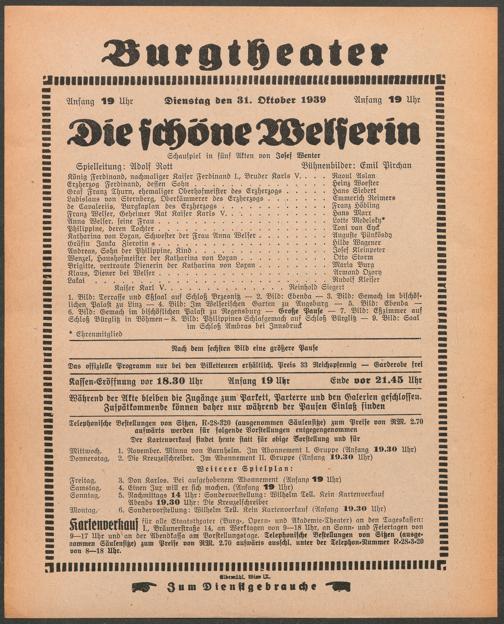 Burgtheater
Anfang 19 Uhr Dienstag den 31. Oktober 1939 Anfang 19 Uhr
Die schöne Welserin
Schauspiel in fünf Akten von Josef Wenter
Spielleitung: Adolf Rott Bühnenbilder: Emil Pirchan
König Ferdinand, nachmaliger Kaiser Ferdinand I., Bruder Karls V. . . . Raoul Aslan
Erzherzog Ferdinand, dessen Sohn . . . Heinz Woester
Graf Franz Thurn, ehemaliger Oberhofmeister des Erzherzogs . . . Hans Siebert
Ladislaus von Sternberg, Oberkämmerer des Erzherzogs . . . Emmerich Reimers
de Cavaleriis, Burgkaplan des Erzherzogs . . . Franz Höbling
Franz Welser, Geheimer Rat Kaiser Karls V. . . . Hans Marr
Anna Welser, seine Frau . . . Lotte Medelsky*
Philippine, deren Tochter . . . Toni van Eyck
Katharina von Loxan, Schwester der Frau Anna Welser . . . Auguste Pünkösdy
Gräfin Janka Zierotin . . . Hilde Wagener
Andreas, Sohn der Philippine, Kind . . . Josef Kleinpeter
Wenzel, Haushofmeister der Katharina von Loxan . . . Otto Storm
Brigitte, vertraute Dienerin der Katharina von Loxan . . . Maria Burg
Klaus, Diener bei Welser . . . Armand Ozory
Lakai . . . Rudolf Kleier
Kaiser Karl V. . . . Reinhold Siegert
1. Bild: Terrasse und Eßsaal auf Schloß Brzesnitz — 2. Bild: Ebenda — 3. Bild: Gemach im bischöf-
lichen Palast zu Linz — 4. Bild: Im Welserischen Garten zu Augsburg — 5. Bild: Ebenda —
6. Bild: Gemach im bischöflichen Palast zu Regensburg — Große Pause — 7. Bild: Eßzimmer auf
Schloß Bürglitz in Böhmen — 8. Bild: Philippines Schlafgemach auf Schloß Bürglitz — 9. Bild: Saal
im Schloß Ambras bei Innsbruck
* Ehrenmitglied
Nach dem sechsten Bild eine größere Pause
Das offizielle Programm nur bei den Billetteuren erhältlich. Preis 33 Reichspfennig — Garderobe frei
Kassen-Eröffnung vor 18.30 Uhr Anfang 19 Uhr Ende vor 21.45 Uhr
Während der Akte bleiben die Zugänge zum Parkett, Parterre und den Galerien geschlossen.
Zuspätkommende können daher nur während der Pausen Einlaß finden
Telephonische Bestellungen von Sitzen, R-28-320 (ausgenommen Säulensitze) zum Preise von RM. 2.70
aufwärts werden für folgende Vorstellungen entgegengenommen
Der Kartenverkauf findet heute statt für obige Vorstellung und für
Mittwoch. 1. November. Minna von Barnhelm. Im Abonnement I. Gruppe (Anfang 19.30 Uhr)
Donnerstag, 2. Die Kreuzelschreiber. Im Abonnement II. Gruppe (Anfang 19.30 Uhr)
Weiterer Spielplan:
Freitag, 3. Don Karlos. Bei aufgehobenem Abonnement (Anfang 19 Uhr)
Samstag, 4. Einen Jux will er sich machen. (Anfang 19 Uhr)
Sonntag, 5. Nachmittags 14 Uhr: Sondervorstellung: Wilhelm Tell. Kein Kartenverkauf
Abends 19.30 Uhr: Die Kreuzelschreiber
Montag, 6. Sondervorstellung: Wilhelm Tell. Kein Kartenverkauf (Anfang 19.30 Uhr)
Kartenverkauf für alle Staatstheater (Burg-, Opern- und Akademie-Theater) an den Tageskassen:
I., Bräunerstraße 14, an Werktagen von 9—18 Uhr, an Sonn- und Feiertagen von
9—17 Uhr und an der Abendkassa am Vorstellungstage. Telephonische Bestellungen von Sitzen (ausge-
nommen Säulensitze) zum Preise von RM. 2.70 aufwärts ausschl. unter der Telephon-Nummer R-28-3-20
von 8—18 Uhr.
Elbemühl, Wien IX.
Zum Dienstgebrauche